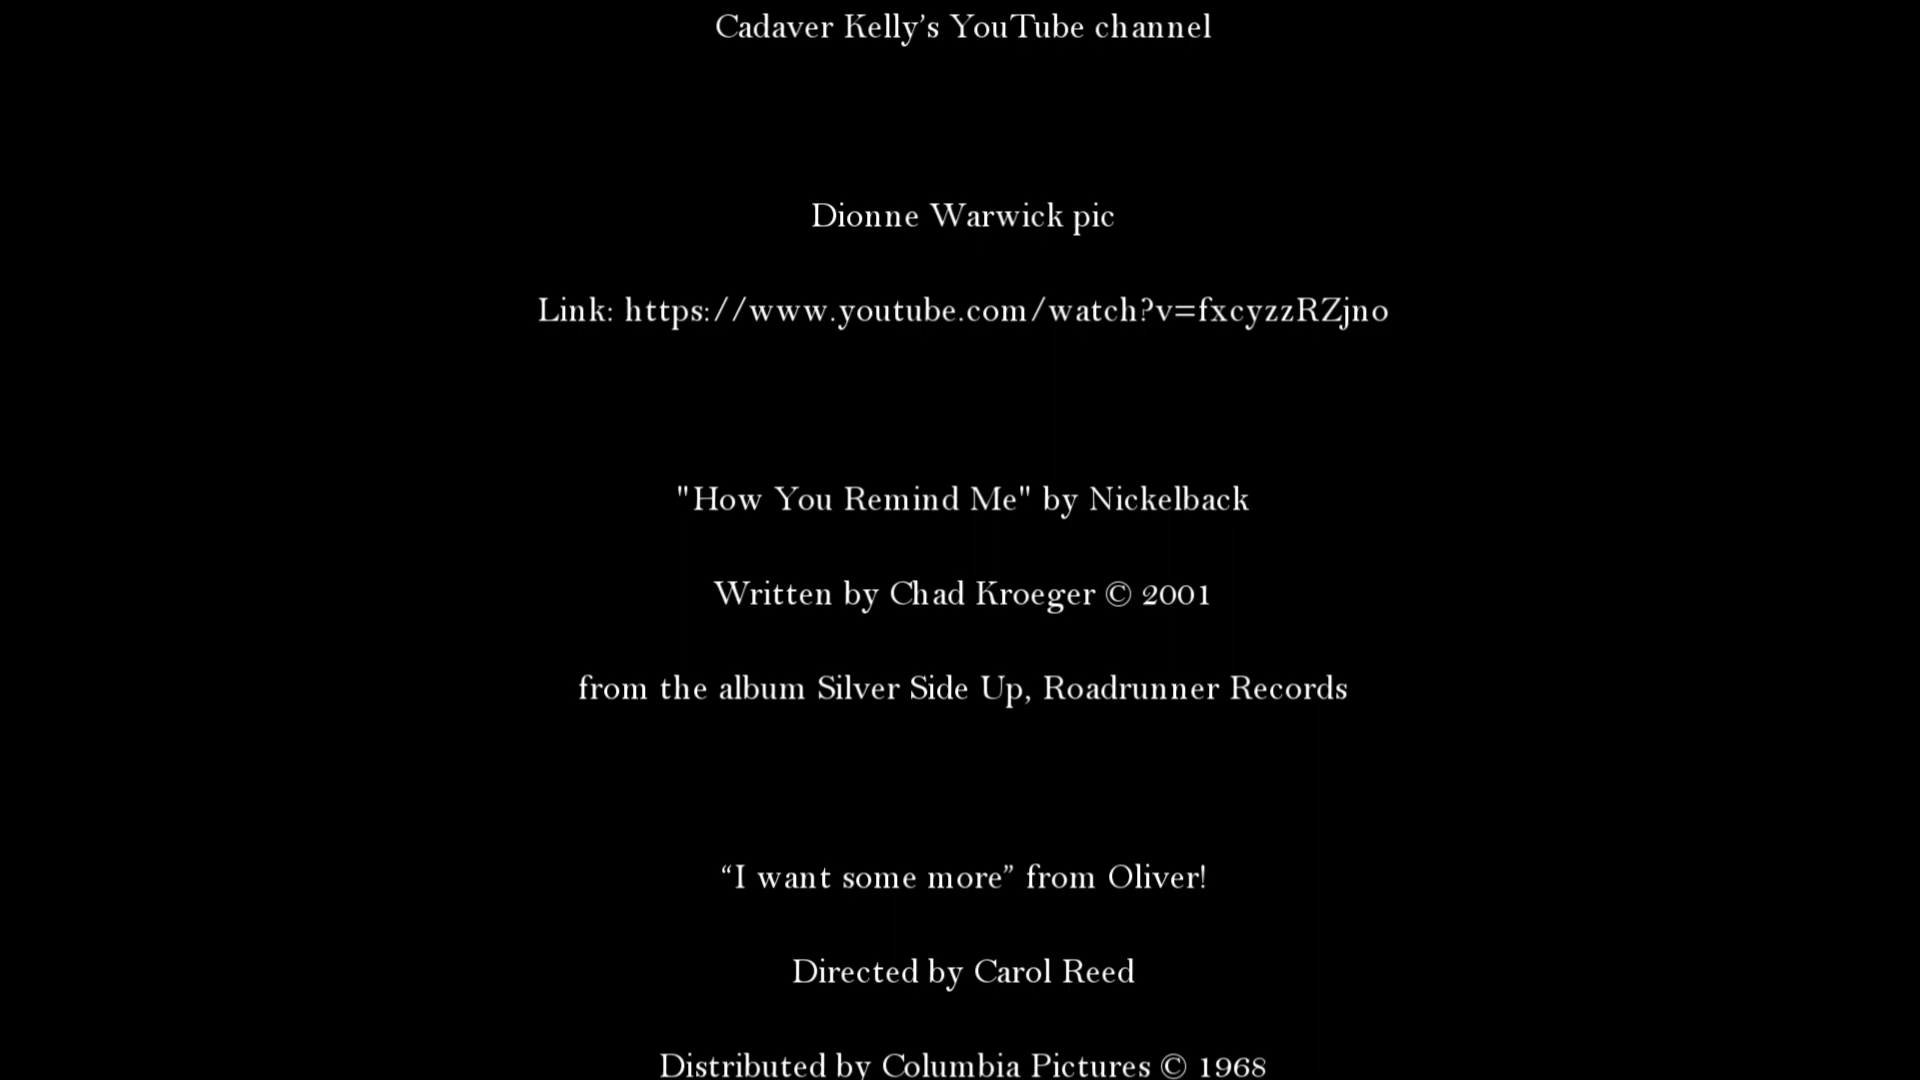 Cadaver Kelly’s YouTube channel
Dionne Warwick pic
Link: https://www.youtube.com/watch?v=fxcyzzRZjno
"How You Remind Me" by Nickelback
Written by Chad Kroeger © 2001
from the album Silver Side Up, Roadrunner Records
“I want some more” from Oliver!
Directed by Carol Reed
Distributed by Columbia Pictures © 1968